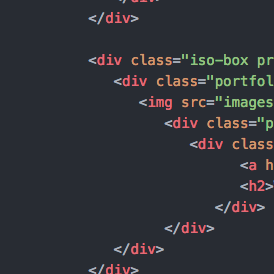 </div>
<div class="iso-box pr
<div class="portfol
<img src="images
<div class="p
<div class
<a h
<h2>
</div>
</div>
</div>
</div>